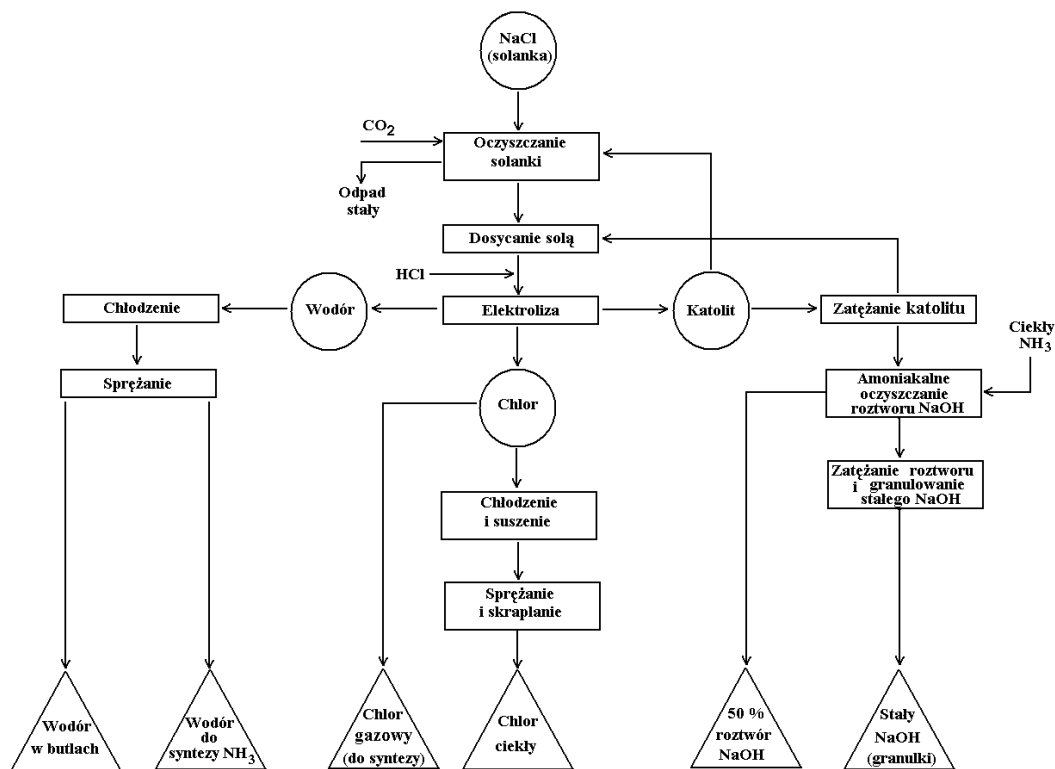 NaCl
(solanka)
CO2
Oczyszczanie
solanki
Odpad
stały
Dosycanie solą
HCl
Chłodzenie
Wodór
Elektroliza
Katolit
Zatężanie katolitu
Ciekły
NH3
Sprężanie
Chlor
Amoniakalne
oczyszczanie
roztworu NaOH
Zatężanie roztworu
i granulowanie
stałego NaOH
Chłodzenie
i suszenie
Sprężanie
i skraplanie
Wodór
w butlach
Wodór
do
syntezy NH3
Chlor
gazowy
(do syntezy)
Chlor
ciekły
50 %
roztwór
NaOH
Stały
NaOH
(granulki)